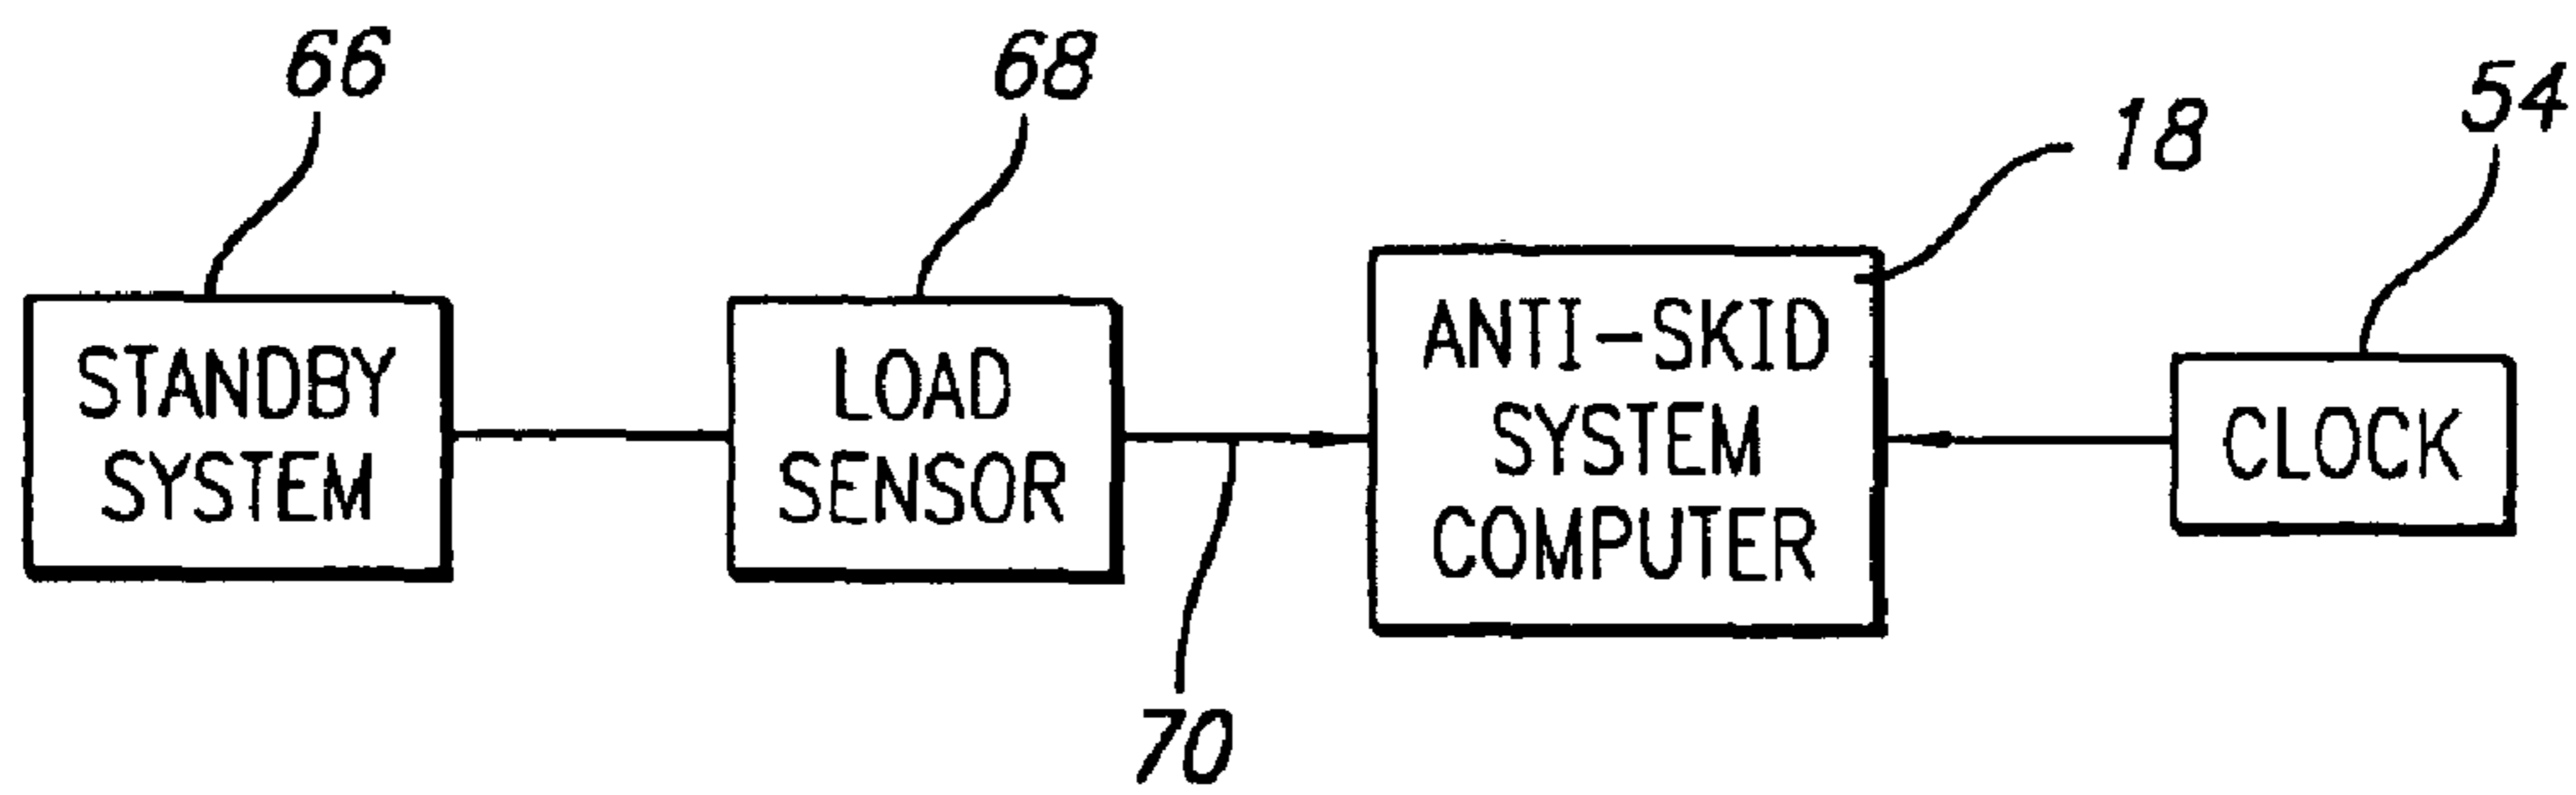 66
68
18
54
STANDBY
SYSTEM
LOAD
SENSOR
ANTI-SKID
SYSTEM
COMPUTER
CLOCK
70